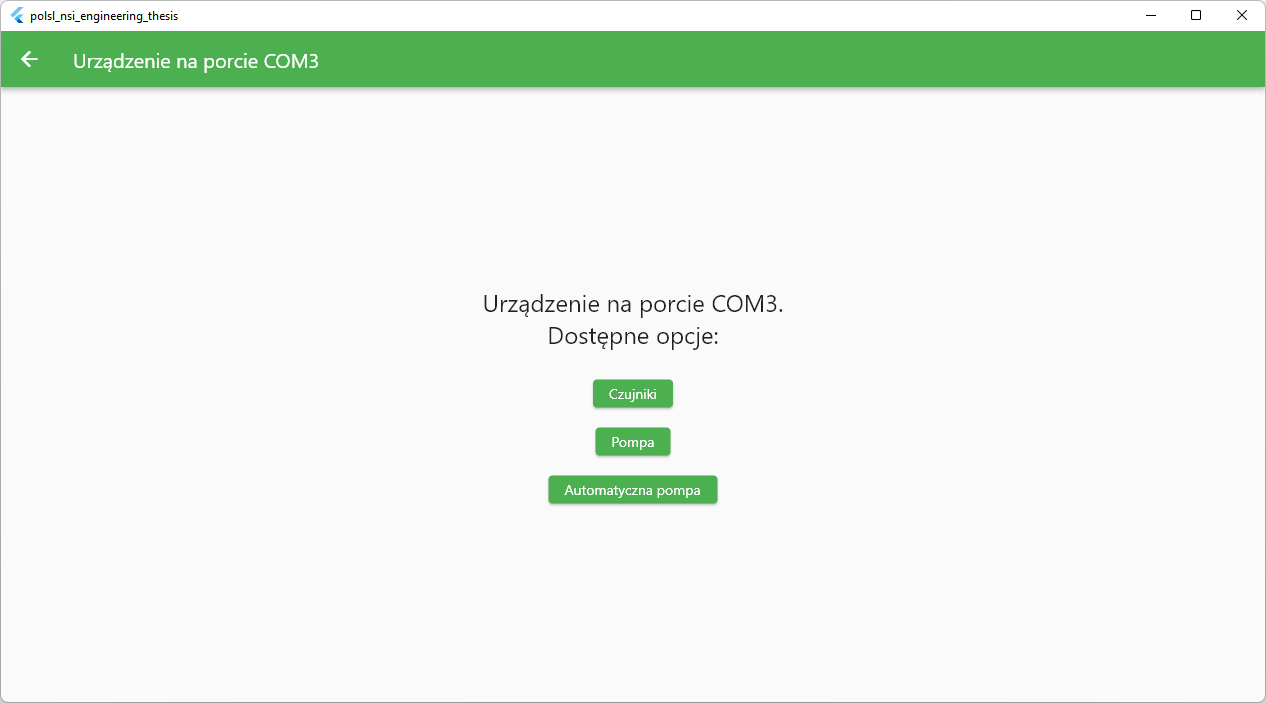 polsl_nsi_engineering_thesis
Urządzenie na porcie COM3
Urządzenie na porcie COM3.
Dostępne opcje:
Czujniki
Pompa
Automatyczna pompa